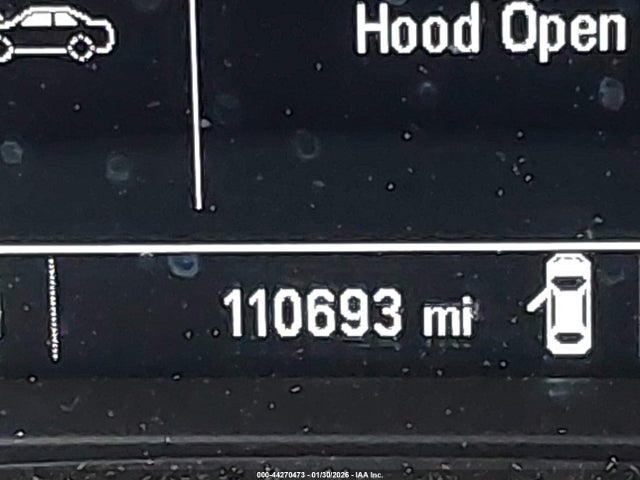 Hood Open
110693 mi
000-44270473 - 01/30/2026 - IAA Inc.